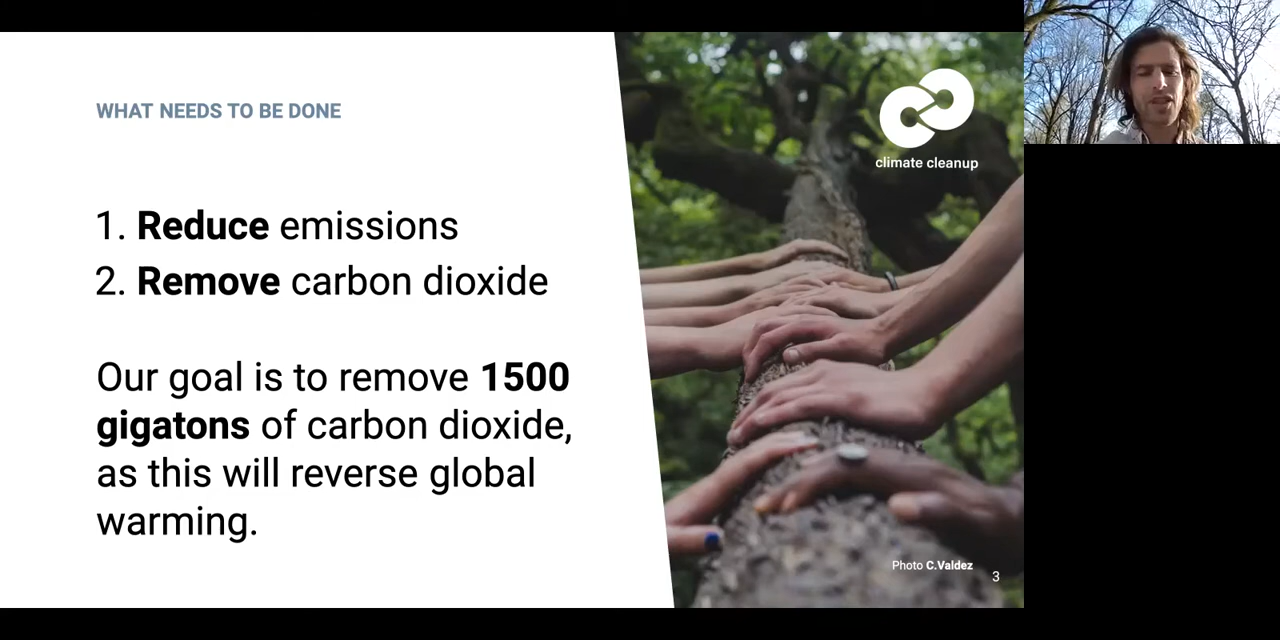 WHAT NEEDS TO BE DONE
1. Reduce emissions
2. Remove carbon dioxide
Our goal is to remove 1500
gigatons of carbon dioxide,
as this will reverse global
warming.
climate cleanup
Photo C.Valdez
3